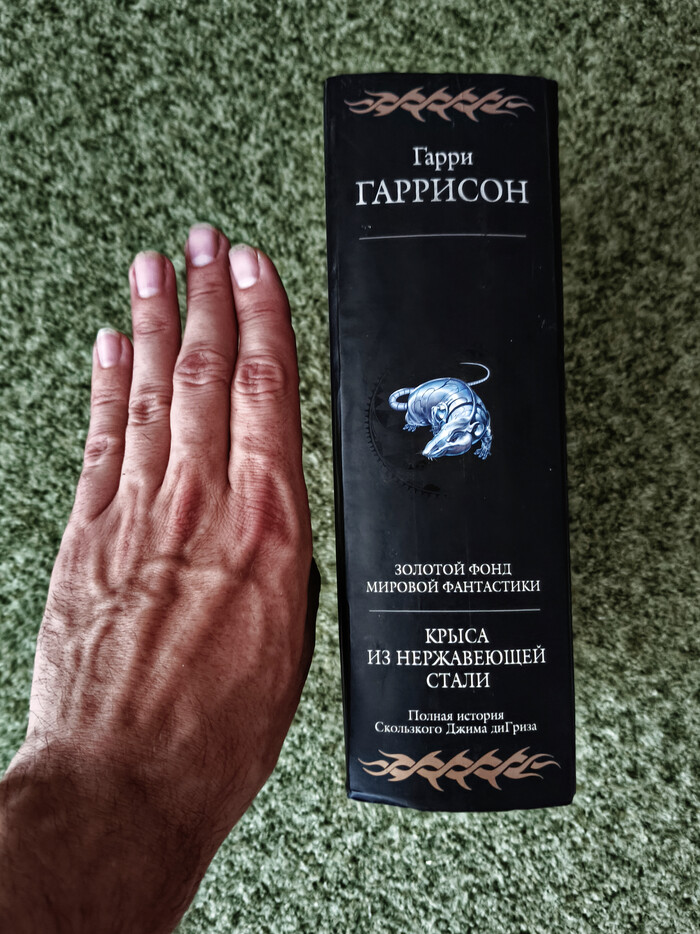 Гарри
ГАРРИСОН
ЗОЛОТОЙ ФОНД
МИРОВОЙ ФАНТАСТИКИ
КРЫСА
ИЗ НЕРЖАВЕЮЩЕЙ
СТАЛИ
Полная история
Скользкого Джима диГриза